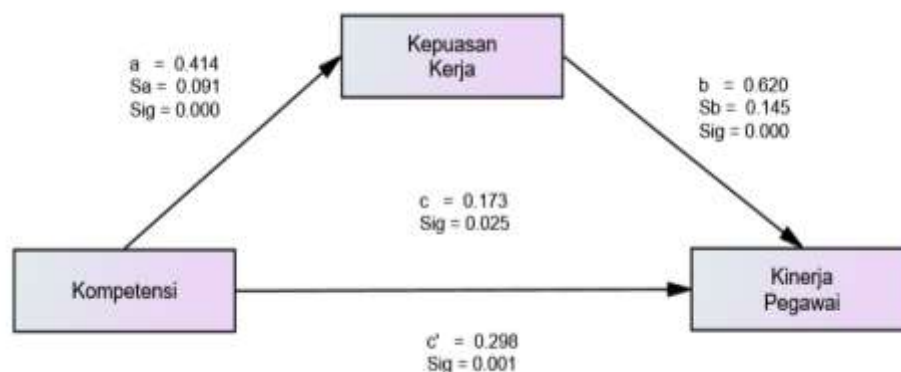 Kepuasan
Kerja
a = 0.414
Sa = 0.091
Sig = 0.000
b = 0.620
Sb = 0.145
Sig = 0.000
c = 0.173
Sig = 0.025
Kompetensi
Kinerja
Pegawai
c' = 0.298
Sig = 0.001